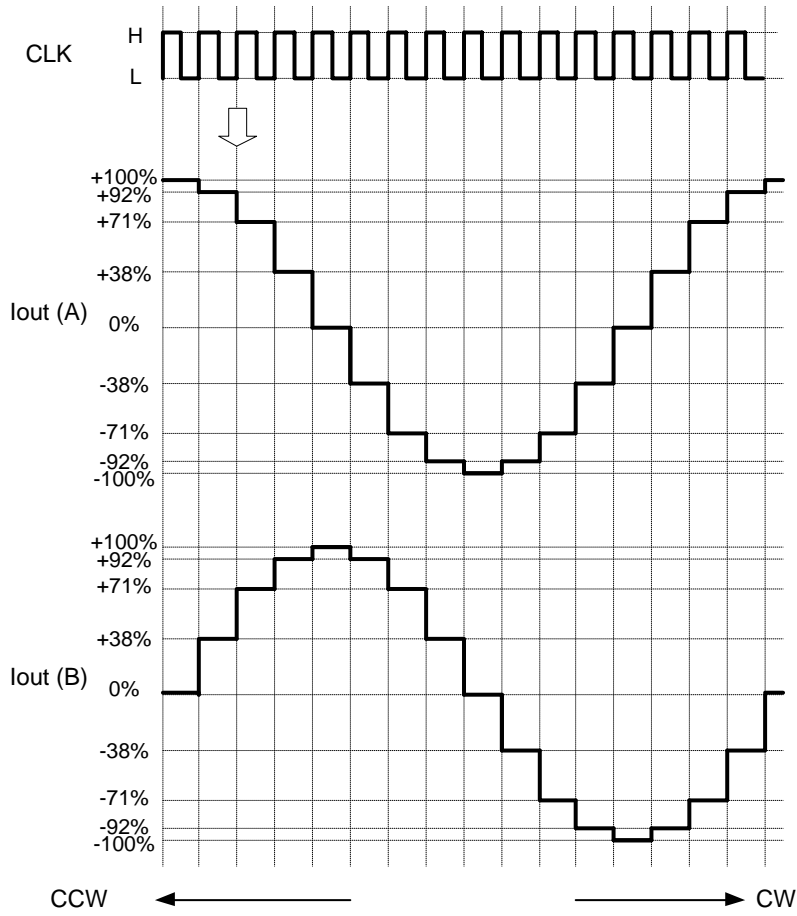 H
CLK
L
+100%
+92%
+71%
+38%
Iout (A)
0%
-38%
-71%
-92%
-100%
+100%
+92%
+71%
+38%
Iout (B)
0%
-38%
-71%
-92%
-100%
CCW
CW